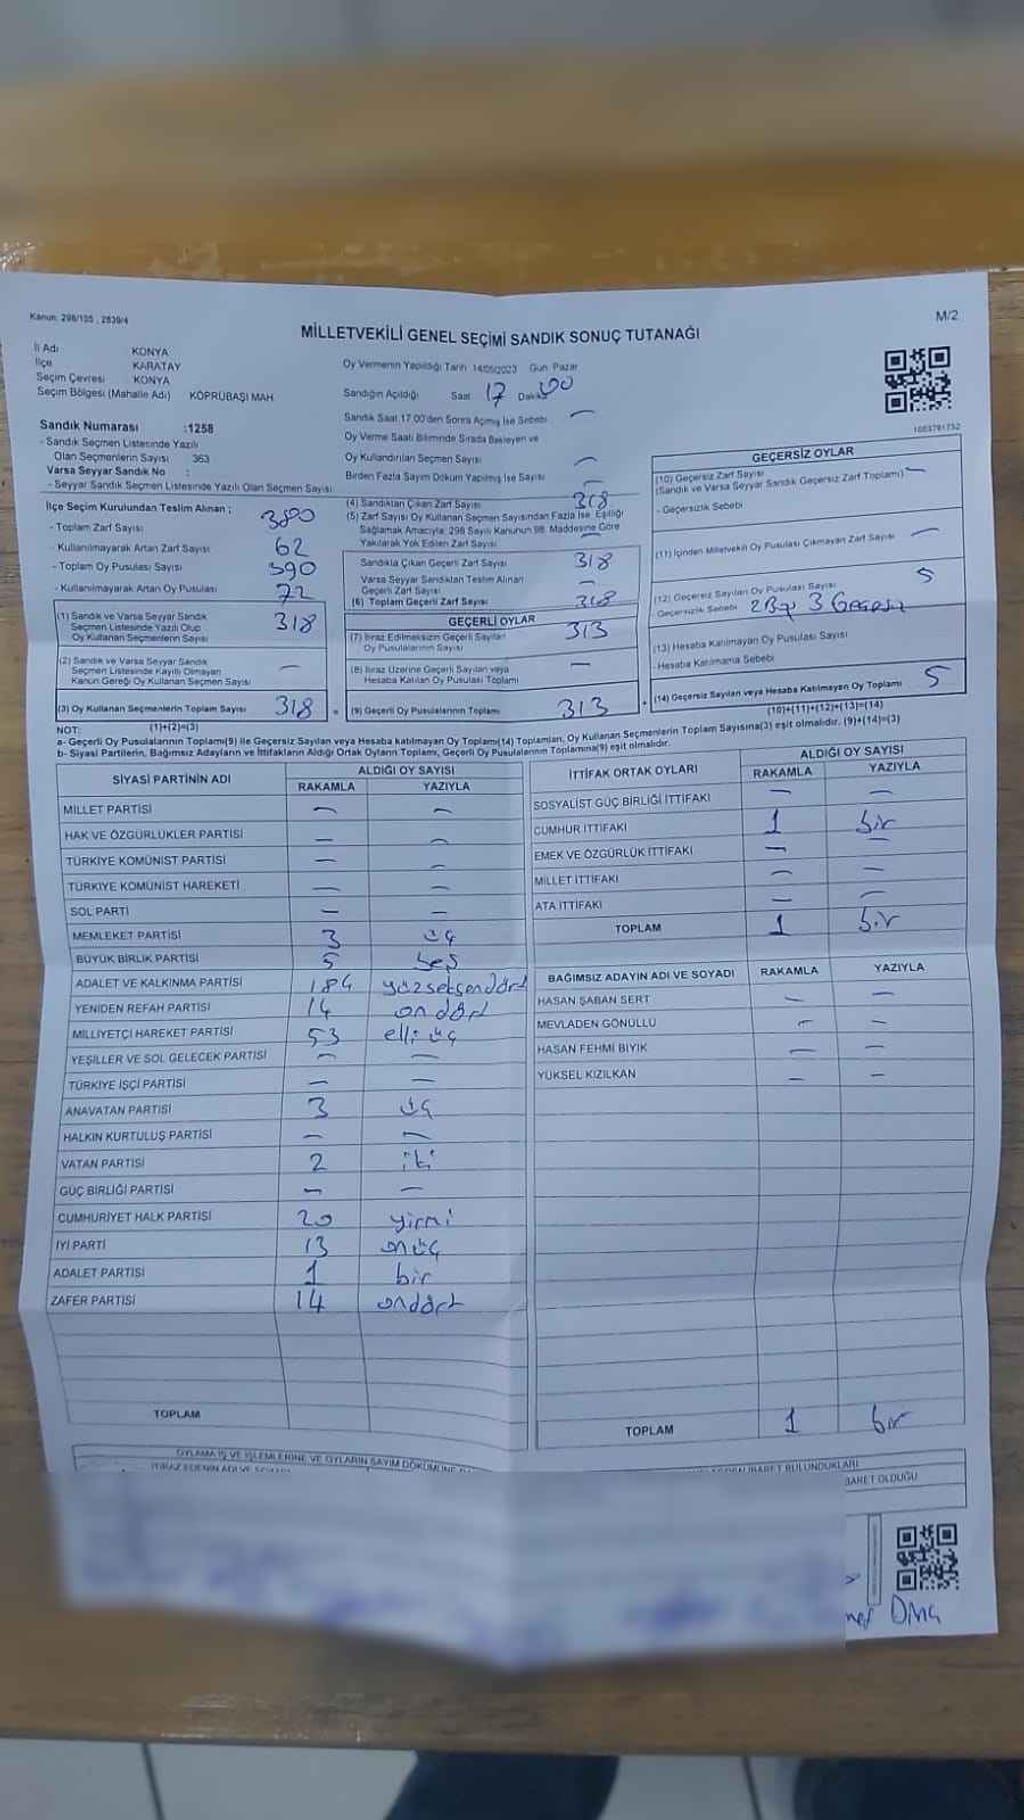 Kanun: 298/105 , 2839/4
M/2
MİLLETVEKİLİ GENEL SEÇİMİ SANDIK SONUÇ TUTANAĞI
İl Adı KONYA
İlçe KARATAY
Seçim Çevresi KONYA
Seçim Bölgesi (Mahalle Adı) KÖPRÜBAŞI MAH.
Oy Vermenin Yapıldığı Tarih 14/05/2023 Gün Pazar
Sandığın Açıldığı Saat 17 Dakika 00
Sandık Saat 17.00'den Sonra Açmış İse Sebebi —
Oy Verme Saati Bitiminde Sırada Bekleyen ve
Oy Kullandırılan Seçmen Sayısı —
Birden Fazla Sayım Döküm Yapılmış İse Sayısı —
Sandık Numarası :1258
- Sandık Seçmen Listesinde Yazılı
Olan Seçmenlerin Sayısı 363
Varsa Seyyar Sandık No :
- Seyyar Sandık Seçmen Listesinde Yazılı Olan Seçmen Sayısı
İlçe Seçim Kurulundan Teslim Alınan ;
- Toplam Zarf Sayısı 380
- Kullanılmayarak Artan Zarf Sayısı 62
- Toplam Oy Pusulası Sayısı 390
- Kullanılmayarak Artan Oy Pusulası 72
(1) Sandık ve Varsa Seyyar Sandık
Seçmen Listesinde Yazılı Olup
Oy Kullanan Seçmenlerin Sayısı 318
(2) Sandık ve Varsa Seyyar Sandık
Seçmen Listesinde Kayıtlı Olmayan
Kanun Gereği Oy Kullanan Seçmen Sayısı —
(3) Oy Kullanan Seçmenlerin Toplam Sayısı 318
(1)+(2)=(3)
(4) Sandıktan Çıkan Zarf Sayısı 318
(5) Zarf Sayısı Oy Kullanan Seçmen Sayısından Fazla İse, Eşitliği
Sağlamak Amacıyla, 298 Sayılı Kanunun 98. Maddesine Göre
Yakılarak Yok Edilen Zarf Sayısı —
Sandıkla Çıkan Geçerli Zarf Sayısı 318
Varsa Seyyar Sandıktan Teslim Alınan
Geçerli Zarf Sayısı —
(6) Toplam Geçerli Zarf Sayısı 318
GEÇERLİ OYLAR
(7) İtiraz Edilmeksizin Geçerli Sayılan
Oy Pusulalarının Sayısı 313
(8) İtiraz Üzerine Geçerli Sayılan veya
Hesaba Katılan Oy Pusulası Toplamı —
(9) Geçerli Oy Pusulalarının Toplamı 313
GEÇERSİZ OYLAR
(10) Geçersiz Zarf Sayısı —
(Sandık ve Varsa Seyyar Sandık Geçersiz Zarf Toplamı)
- Geçersizlik Sebebi
(11) İçinden Milletvekili Oy Pusulası Çıkmayan Zarf Sayısı —
(12) Geçersiz Sayılan Oy Pusulası Sayısı 5
Geçersizlik Sebebi 3 Geçersiz
(13) Hesaba Katılmayan Oy Pusulası Sayısı
- Hesaba Katılmama Sebebi
(14) Geçersiz Sayılan veya Hesaba Katılmayan Oy Toplamı 5
(10)+(11)+(12)+(13)=(14)
NOT:
a- Geçerli Oy Pusulalarının Toplamı(9) ile Geçersiz Sayılan veya Hesaba katılmayan Oy Toplamı(14) Toplamları, Oy Kullanan Seçmenlerin Toplam Sayısına(3) eşit olmalıdır. (9)+(14)=(3)
b- Siyasi Partilerin, Bağımsız Adayların ve İttifakların Aldığı Ortak Oyların Toplamı, Geçerli Oy Pusulalarının Toplamına(9) eşit olmalıdır.
SİYASİ PARTİNİN ADI ALDIĞI OY SAYISI
RAKAMLA YAZIYLA
MİLLET PARTİSİ — —
HAK VE ÖZGÜRLÜKLER PARTİSİ — —
TÜRKİYE KOMÜNİST PARTİSİ — —
TÜRKİYE KOMÜNİST HAREKETİ — —
SOL PARTİ — —
MEMLEKET PARTİSİ 3 üç
BÜYÜK BİRLİK PARTİSİ 5 beş
ADALET VE KALKINMA PARTİSİ 184 yüzseksendört
YENİDEN REFAH PARTİSİ 14 ondört
MİLLİYETÇİ HAREKET PARTİSİ 53 elli üç
YEŞİLLER VE SOL GELECEK PARTİSİ — —
TÜRKİYE İŞÇİ PARTİSİ — —
ANAVATAN PARTİSİ 3 üç
HALKIN KURTULUŞ PARTİSİ — —
VATAN PARTİSİ 2 iki
GÜÇ BİRLİĞİ PARTİSİ — —
CUMHURİYET HALK PARTİSİ 20 yirmi
İYİ PARTİ 13 onüç
ADALET PARTİSİ 1 bir
ZAFER PARTİSİ 14 ondört
TOPLAM
İTTİFAK ORTAK OYLARI ALDIĞI OY SAYISI
RAKAMLA YAZIYLA
SOSYALİST GÜÇ BİRLİĞİ İTTİFAKI — —
CUMHUR İTTİFAKI 1 bir
EMEK VE ÖZGÜRLÜK İTTİFAKI — —
MİLLET İTTİFAKI — —
ATA İTTİFAKI — —
TOPLAM 1 bir
BAĞIMSIZ ADAYIN ADI VE SOYADI RAKAMLA YAZIYLA
HASAN ŞABAN SERT — —
MEVLADEN GÖNÜLLÜ — —
HASAN FEHMİ BIYIK — —
YÜKSEL KIZILKAN — —
TOPLAM 1 bir
OYLAMA İŞ VE İŞLEMLERİNE VE OYLARIN SAYIM DÖKÜMÜNE
BARET OLDUĞU